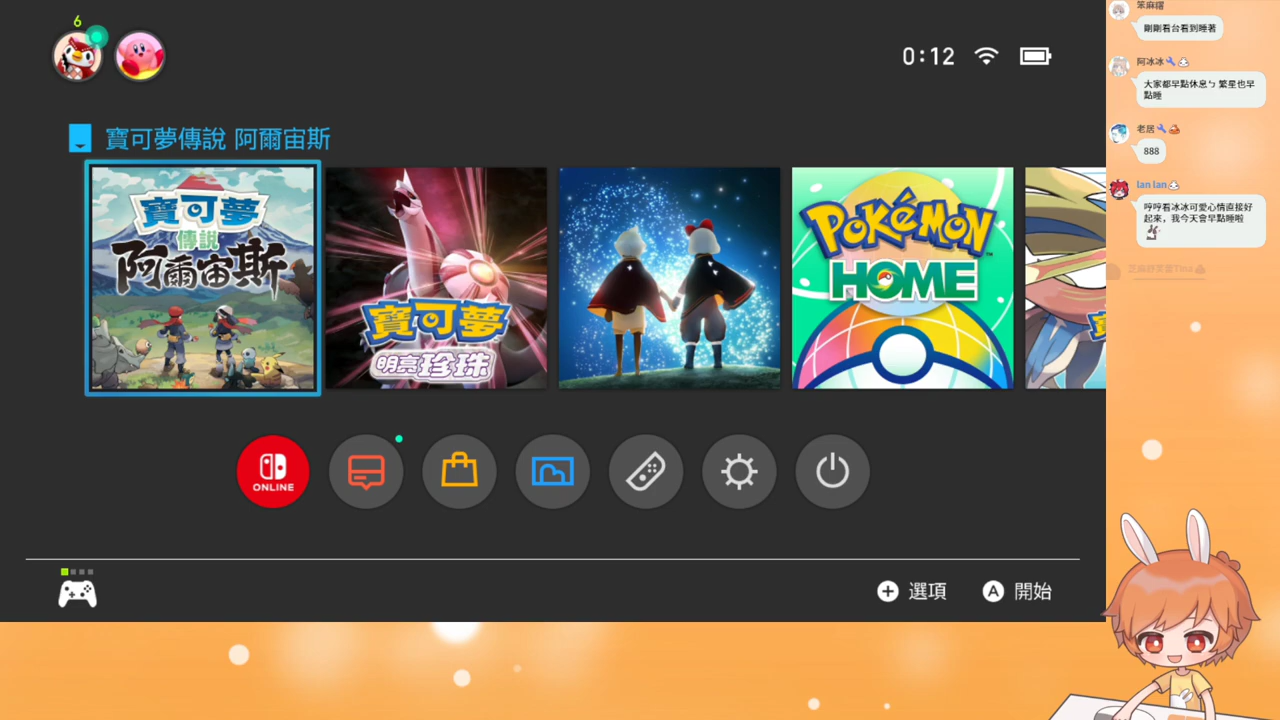 6
0:12
寶可夢傳說 阿爾宙斯
寶可夢
傳說
阿爾宙斯
寶可夢
明亮珍珠
Pokémon
HOME
ONLINE
選項
開始
笨麻糬
剛剛看台看到睡著
阿冰冰
大家都早點休息ㄅ 繁星也早
點睡
老居
888
lan lan
哼哼看冰冰可愛心情直接好
起來，我今天會早點睡啦